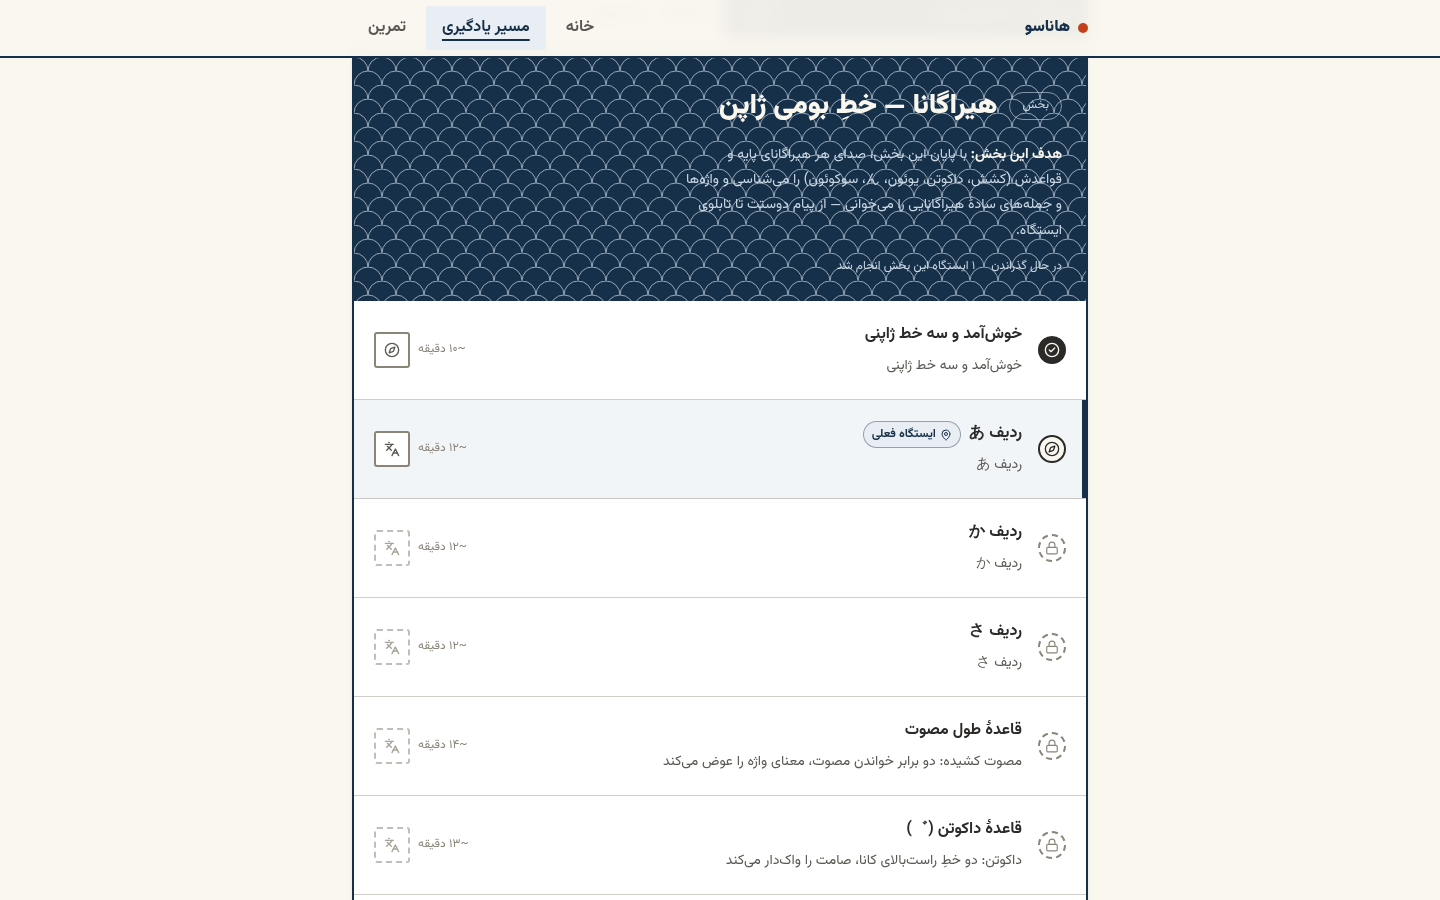 هاناسو
خانه
مسیر یادگیری
تمرین
بخش
هیراگانا — خطِ بومی ژاپن
هدف این بخش: با پایان این بخش، صدای هر هیراگانای پایه و
قواعدش (کشش، داکوتن، یوئون، ん، سوکوئون) را می‌شناسی و واژه‌ها
و جمله‌های سادهٔ هیراگانایی را می‌خوانی — از پیام دوستت تا تابلوی
ایستگاه.
در حال گذراندن · ۱ ایستگاه این بخش انجام شد
خوش‌آمد و سه خط ژاپنی
خوش‌آمد و سه خط ژاپنی
~۱۰ دقیقه
ردیف あ
ایستگاه فعلی
ردیف あ
~۱۲ دقیقه
ردیف か
ردیف か
~۱۲ دقیقه
ردیف さ
ردیف さ
~۱۲ دقیقه
قاعدهٔ طول مصوت
مصوت کشیده: دو برابر خواندن مصوت، معنای واژه را عوض می‌کند
~۱۴ دقیقه
قاعدهٔ داکوتن (゛)
داکوتن: دو خطِ راست‌بالای کانا، صامت را واک‌دار می‌کند
~۱۳ دقیقه